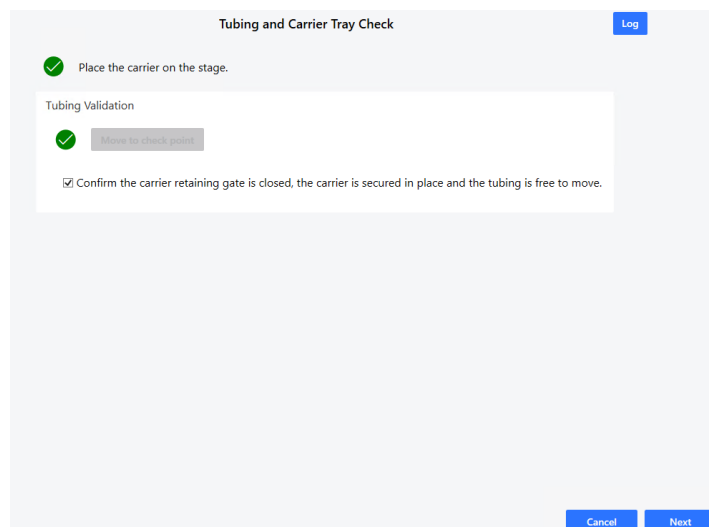 Tubing and Carrier Tray Check
Log
Place the carrier on the stage.
Tubing Validation
Move to check point
Confirm the carrier retaining gate is closed, the carrier is secured in place and the tubing is free to move.
Cancel
Next